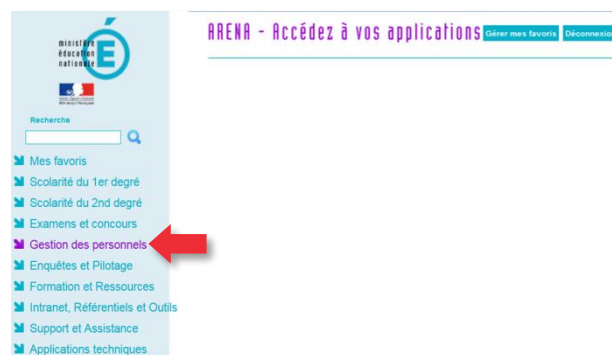 ministère
éducation
nationale
ARENA - Accédez à vos applications
Gérer mes favoris
Déconnexion
Recherche
Mes favoris
Scolarité du 1er degré
Scolarité du 2nd degré
Examens et concours
Gestion des personnels
Enquêtes et Pilotage
Formation et Ressources
Intranet, Référentiels et Outils
Support et Assistance
Applications techniques